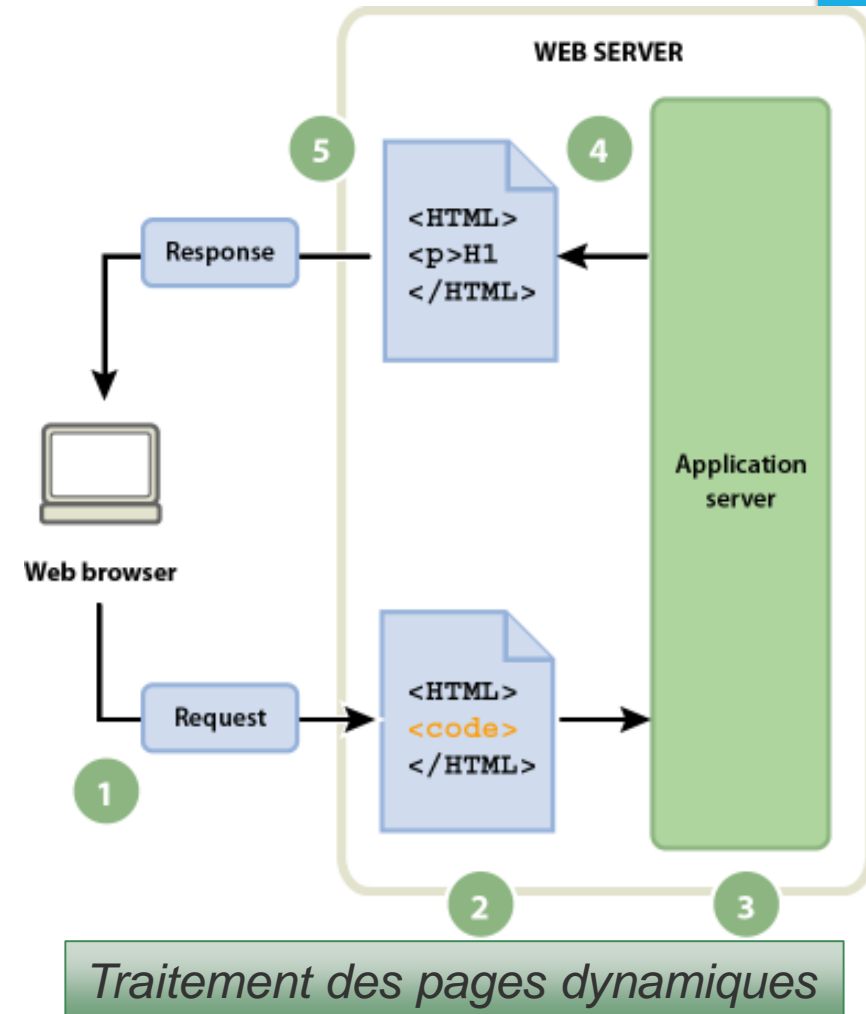 WEB SERVER
5
4
<HTML>
<p>H1
</HTML>
Response
Application
server
Web browser
<HTML>
<code>
</HTML>
Request
1
2
3
Traitement des pages dynamiques